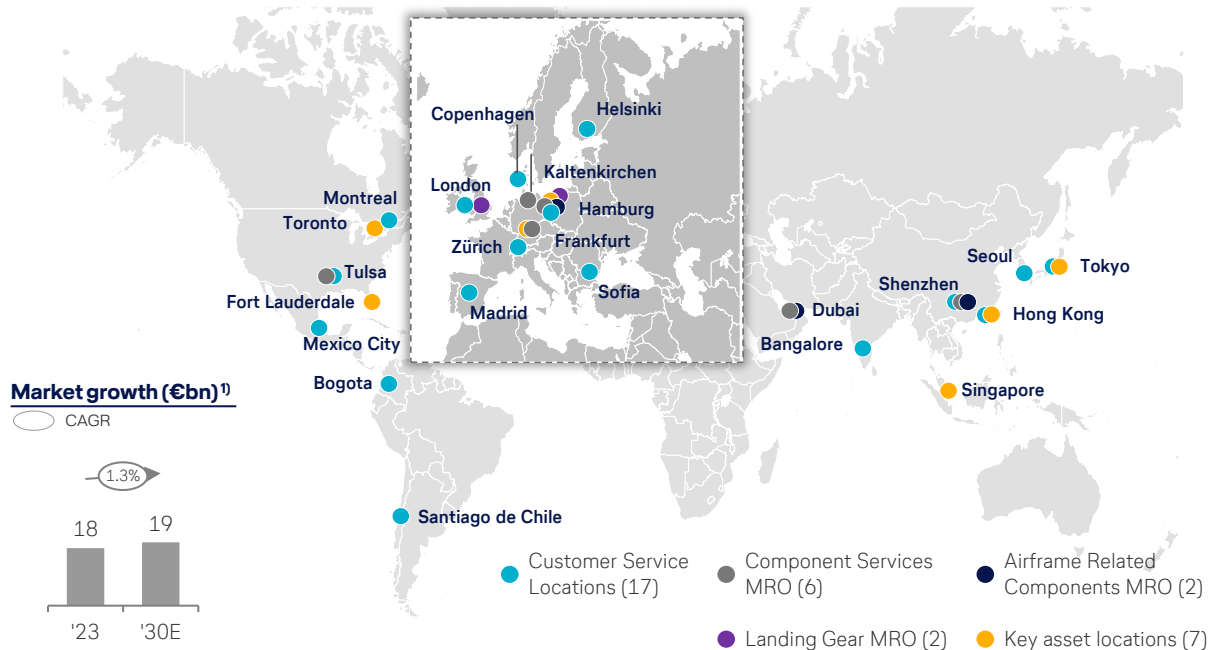 Copenhagen
Helsinki
Kaltenkirchen
London
Hamburg
Zürich
Frankfurt
Sofia
Madrid
Montreal
Toronto
Tulsa
Fort Lauderdale
Mexico City
Bogota
Santiago de Chile
Seoul
Tokyo
Shenzhen
Hong Kong
Dubai
Bangalore
Singapore
Market growth (€bn) 1)
CAGR
1.3%
18
19
'23
'30E
Customer Service
Locations (17)
Component Services
MRO (6)
Airframe Related
Components MRO (2)
Landing Gear MRO (2)
Key asset locations (7)